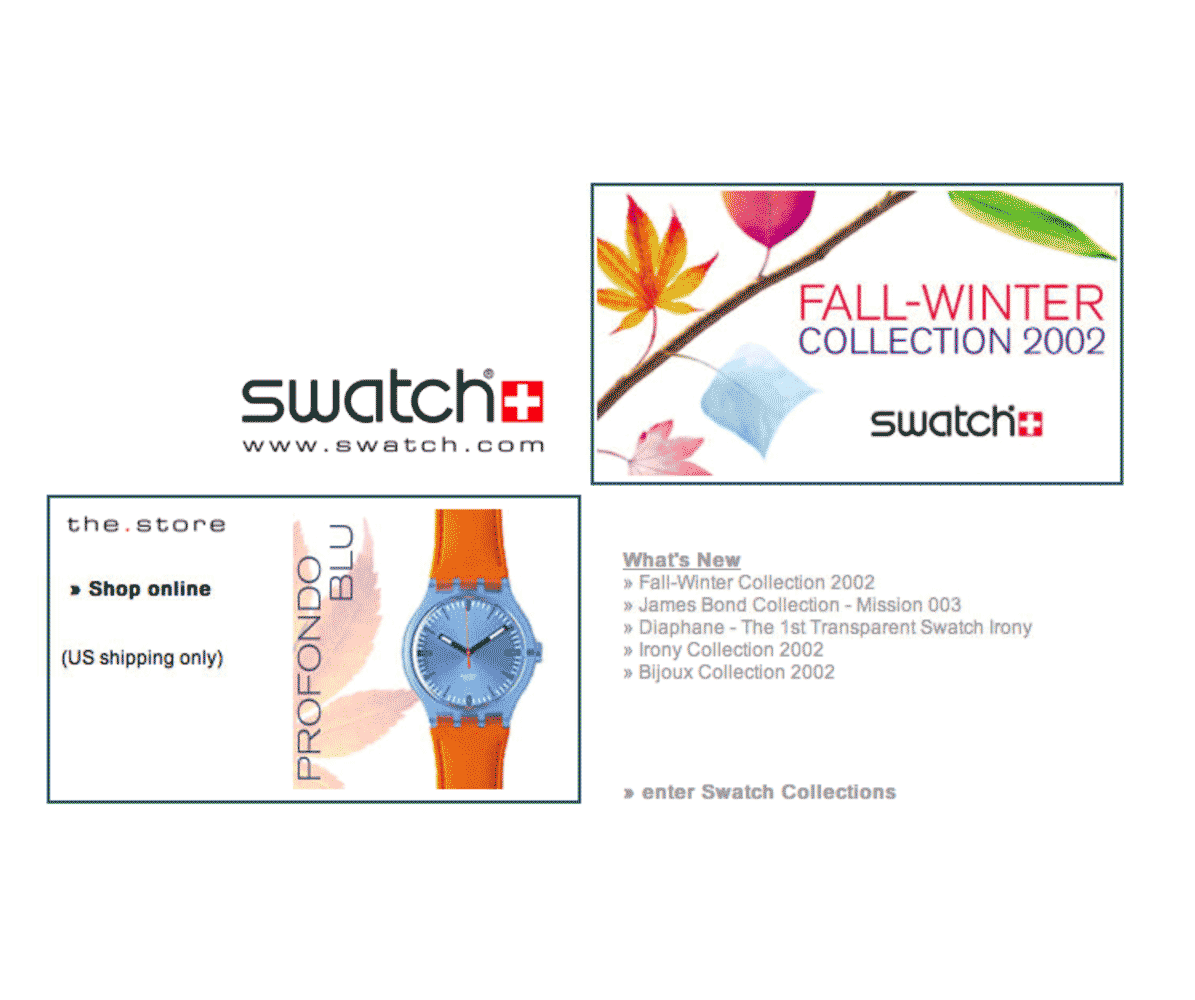 FALL-WINTER
COLLECTION 2002
swatch
swatch®
www.swatch.com
the.store
» Shop online
(US shipping only)
PROFONDO
BLU
What's New
» Fall-Winter Collection 2002
» James Bond Collection - Mission 003
» Diaphane - The 1st Transparent Swatch Irony
» Irony Collection 2002
» Bijoux Collection 2002
» enter Swatch Collections